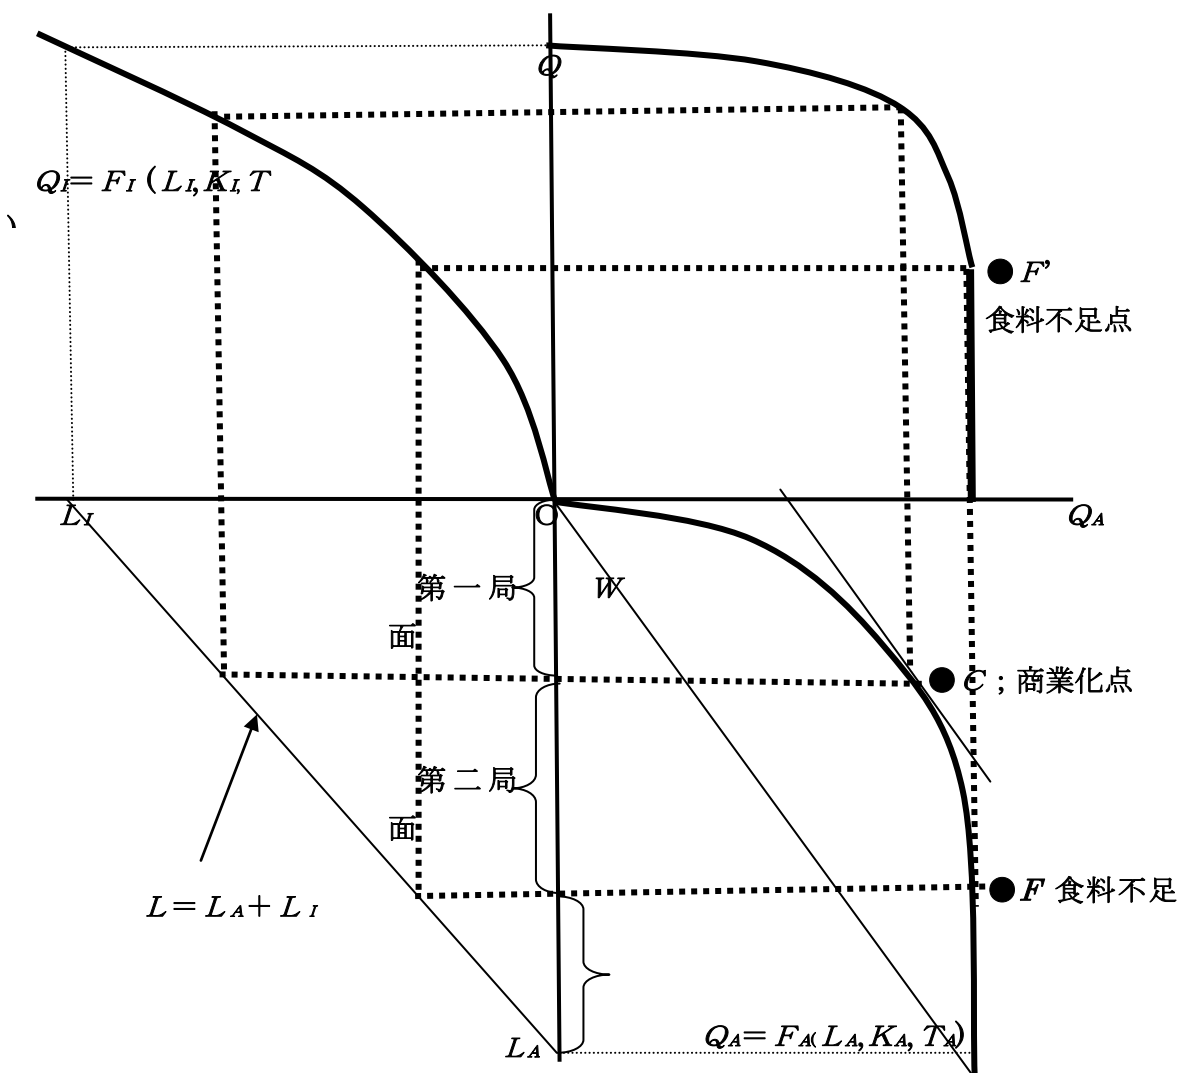 Q
QI＝FI（LI,KI,T
、
F’
食料不足点
LI
O
QA
第一局
面
W
C；商業化点
第二局
面
F 食料不足
L＝LA＋LI
LA
QA＝FA(LA,KA,TA)